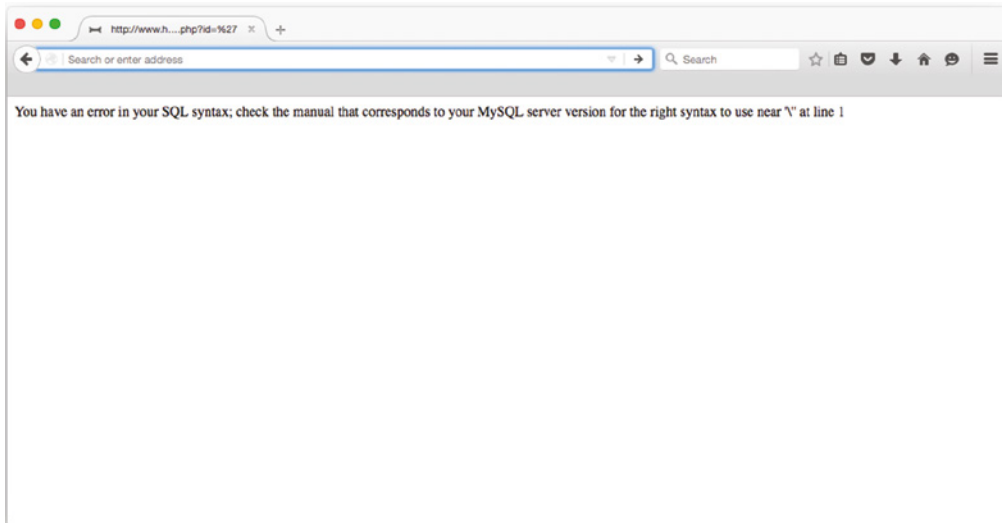 http://www.h....php?id=%27
Search or enter address
Search
You have an error in your SQL syntax; check the manual that corresponds to your MySQL server version for the right syntax to use near '\'' at line 1